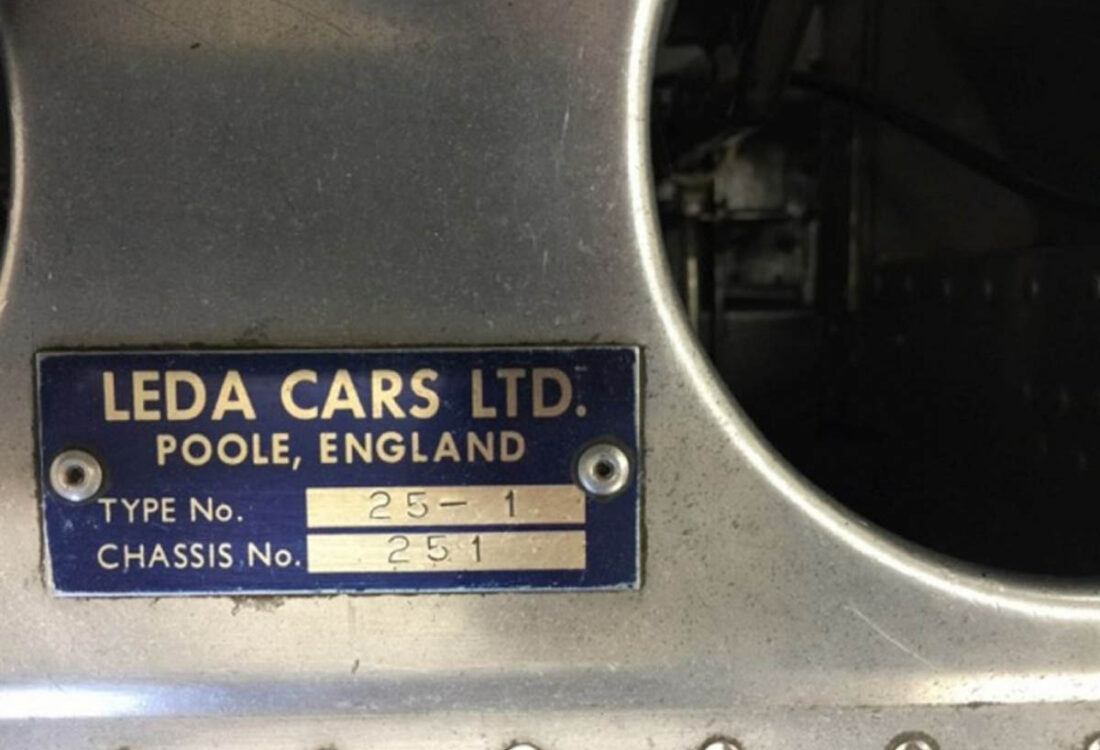 LEDA CARS LTD.
POOLE, ENGLAND
TYPE No. 25-1
CHASSIS No. 251